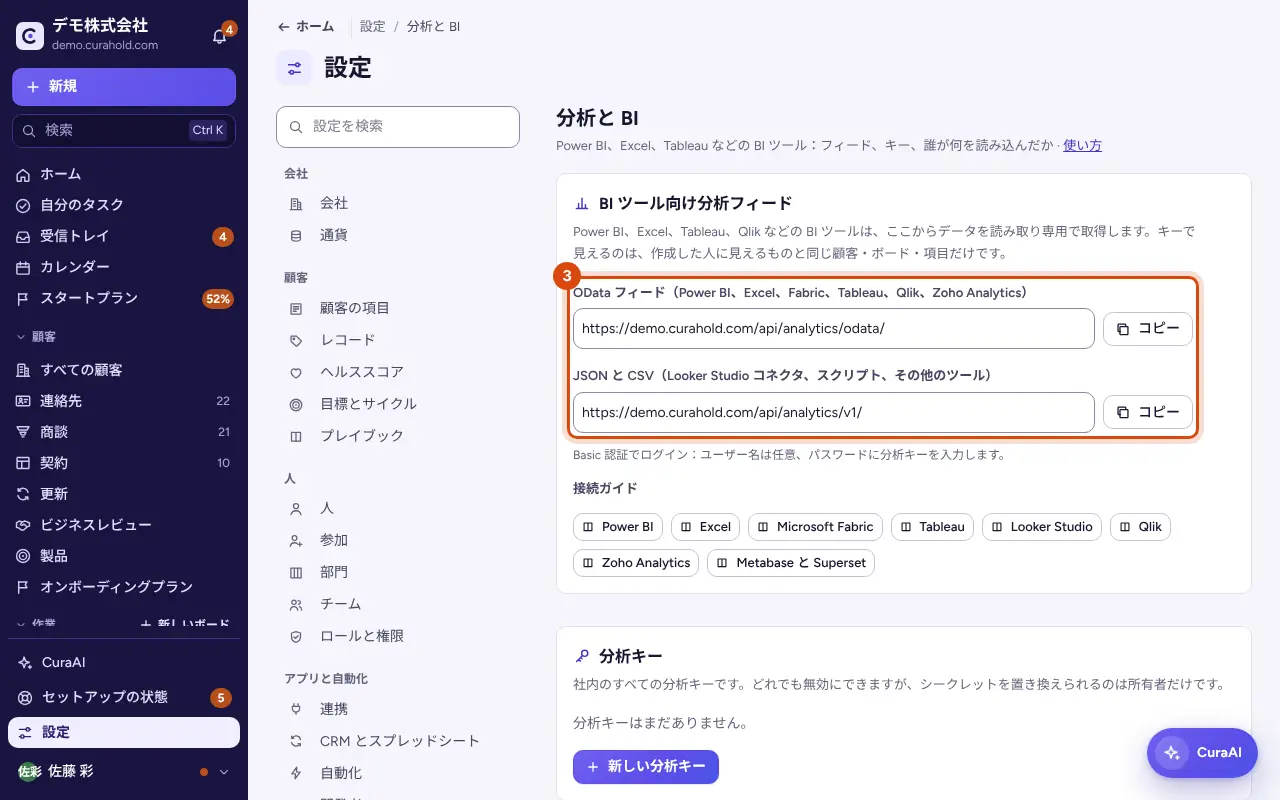 デモ株式会社
demo.curahold.com
4
新規
検索
Ctrl K
ホーム
自分のタスク
受信トレイ
4
カレンダー
スタートプラン
52%
顧客
すべての顧客
連絡先
22
商談
21
契約
10
更新
ビジネスレビュー
製品
オンボーディングプラン
作業
新しいボード
CuraAI
セットアップの状態
5
設定
佐彩
佐藤 彩
ホーム
設定 / 分析と BI
設定
設定を検索
会社
会社
通貨
顧客
顧客の項目
レコード
ヘルススコア
目標とサイクル
プレイブック
人
人
参加
部門
チーム
ロールと権限
アプリと自動化
連携
CRM とスプレッドシート
自動化
分析と BI
Power BI、Excel、Tableau などの BI ツール：フィード、キー、誰が何を読み込んだか · 使い方
BI ツール向け分析フィード
Power BI、Excel、Tableau、Qlik などの BI ツールは、ここからデータを読み取り専用で取得します。キーで
見えるのは、作成した人に見えるものと同じ顧客・ボード・項目だけです。
3
OData フィード（Power BI、Excel、Fabric、Tableau、Qlik、Zoho Analytics）
https://demo.curahold.com/api/analytics/odata/
コピー
JSON と CSV（Looker Studio コネクタ、スクリプト、その他のツール）
https://demo.curahold.com/api/analytics/v1/
コピー
Basic 認証でログイン：ユーザー名は任意、パスワードに分析キーを入力します。
接続ガイド
Power BI
Excel
Microsoft Fabric
Tableau
Looker Studio
Qlik
Zoho Analytics
Metabase と Superset
分析キー
社内のすべての分析キーです。どれでも無効にできますが、シークレットを置き換えられるのは所有者だけです。
分析キーはまだありません。
新しい分析キー
CuraAI